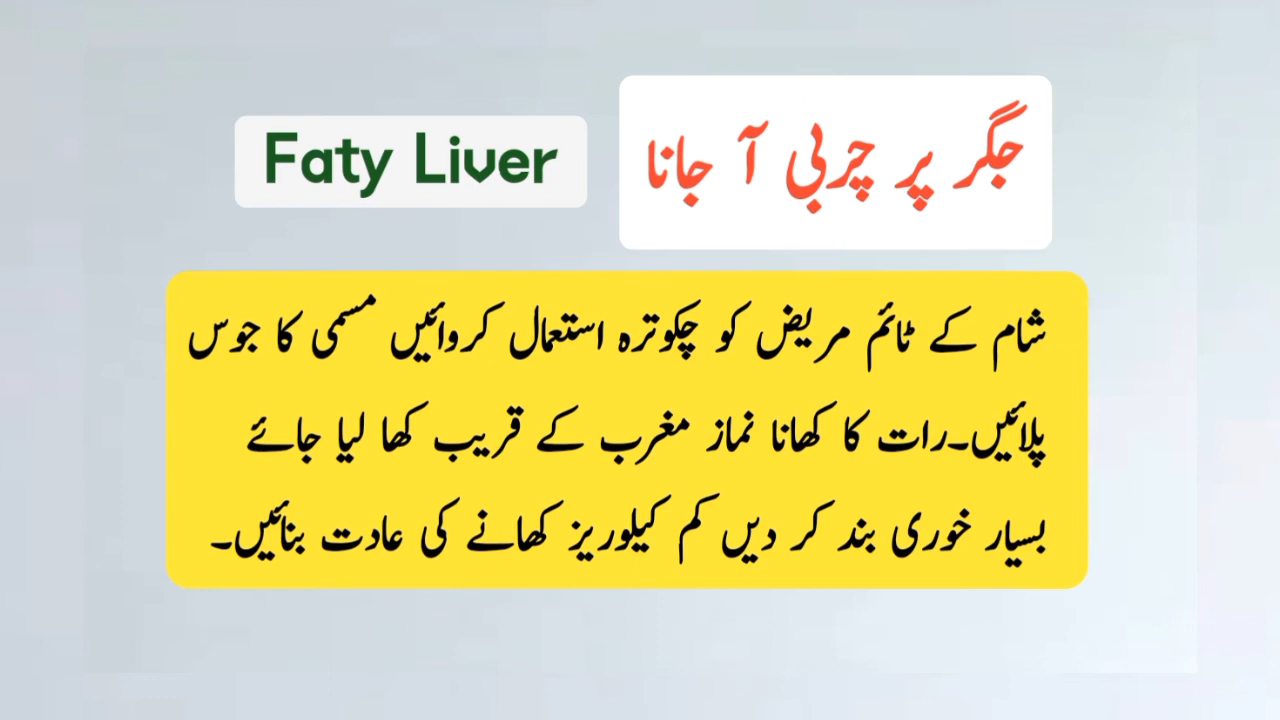 جگر پر چربی آ جانا
Faty Liver
شام کے ٹائم مریض کو چکوترہ استعمال کروائیں مسمی کا جوس
پلائیں۔رات کا کھانا نماز مغرب کے قریب کھا لیا جائے
بسیار خوری بند کر دیں کم کیلوریز کھانے کی عادت بنائیں۔